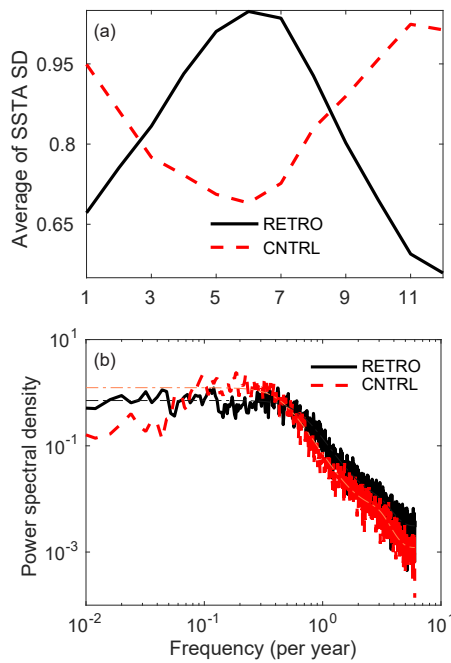 (a)
Average of SSTA SD
0.95
0.8
0.65
RETRO
CNTRL
1 3 5 7 9 11
(b)
Power spectral density
10^1
10^-1
10^-3
RETRO
CNTRL
10^-2 10^-1 10^0 10^1
Frequency (per year)